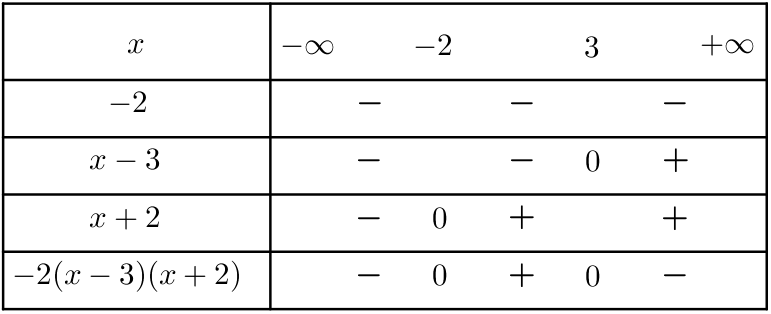 x −∞ −2 3 +∞
−2 − − −
x − 3 − − 0 +
x + 2 − 0 + +
−2(x − 3)(x + 2) − 0 + 0 −